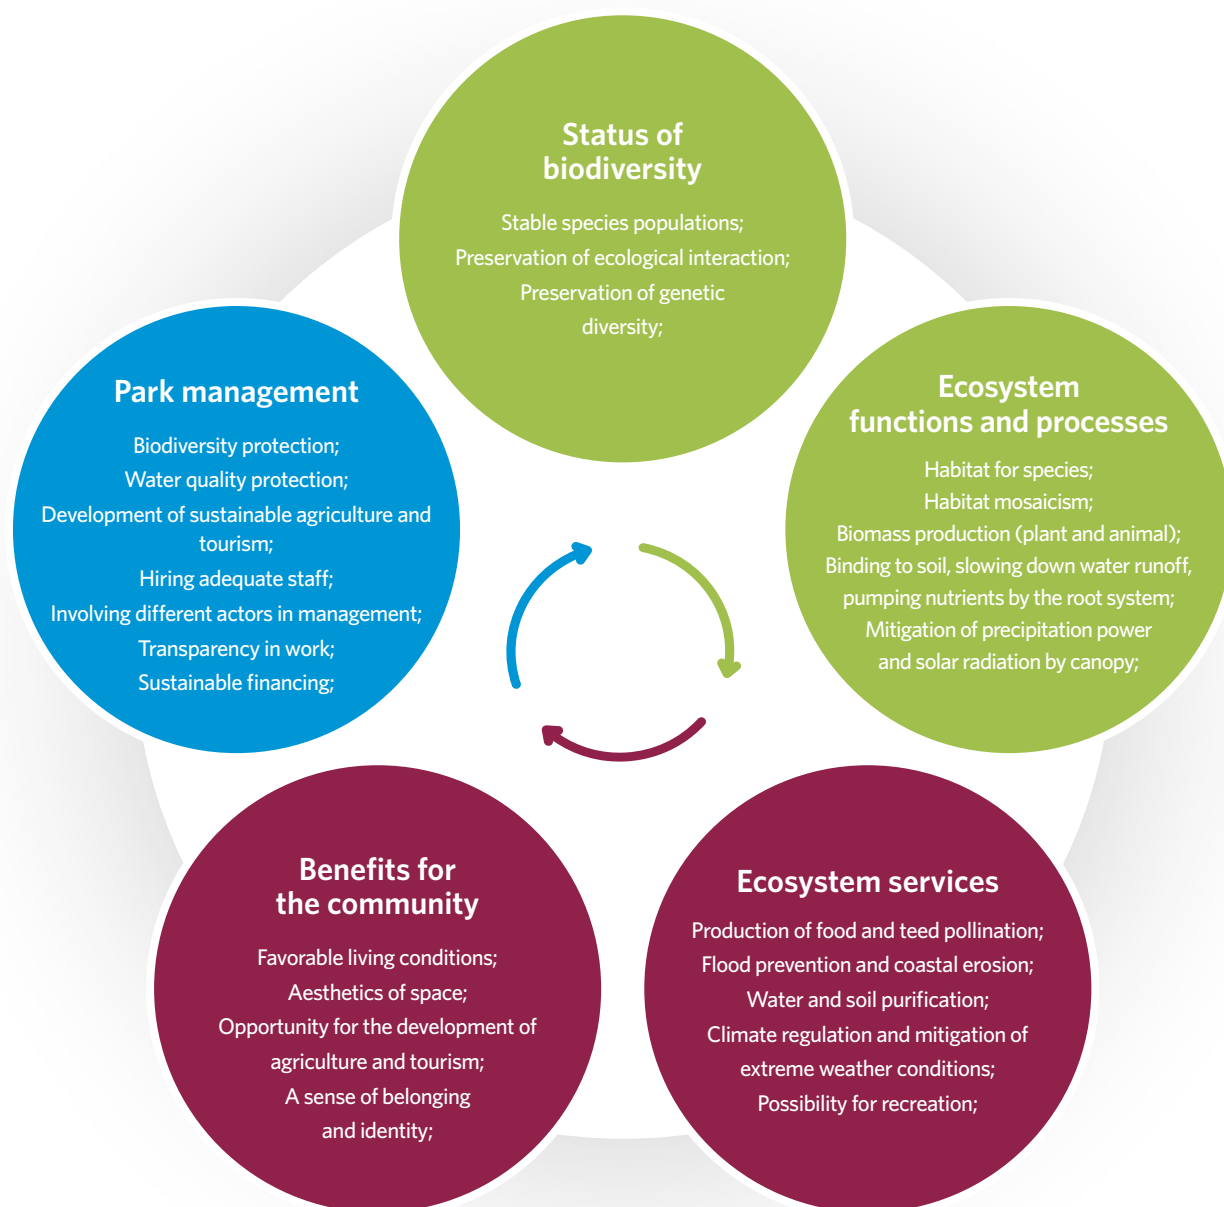 Status of
biodiversity
Stable species populations;
Preservation of ecological interaction;
Preservation of genetic
diversity;
Park management
Biodiversity protection;
Water quality protection;
Development of sustainable agriculture and
tourism;
Hiring adequate staff;
Involving different actors in management;
Transparency in work;
Sustainable financing;
Ecosystem
functions and processes
Habitat for species;
Habitat mosaicism;
Biomass production (plant and animal);
Binding to soil, slowing down water runoff,
pumping nutrients by the root system;
Mitigation of precipitation power
and solar radiation by canopy;
Benefits for
the community
Favorable living conditions;
Aesthetics of space;
Opportunity for the development of
agriculture and tourism;
A sense of belonging
and identity;
Ecosystem services
Production of food and teed pollination;
Flood prevention and coastal erosion;
Water and soil purification;
Climate regulation and mitigation of
extreme weather conditions;
Possibility for recreation;